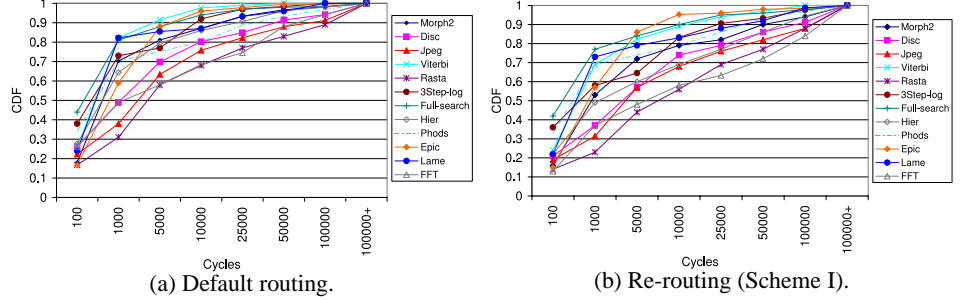 CDF
1
0.9
0.8
0.7
0.6
0.5
0.4
0.3
0.2
0.1
0
100
1000
5000
10000
25000
50000
100000
100000+
Cycles
Morph2
Disc
Jpeg
Viterbi
Rasta
3Step-log
Full-search
Hier
Phods
Epic
Lame
FFT
(a) Default routing.
CDF
1
0.9
0.8
0.7
0.6
0.5
0.4
0.3
0.2
0.1
0
100
1000
5000
10000
25000
50000
100000
100000+
Cycles
Morph2
Disc
Jpeg
Viterbi
Rasta
3Step-log
Full-search
Hier
Phods
Epic
Lame
FFT
(b) Re-routing (Scheme I).